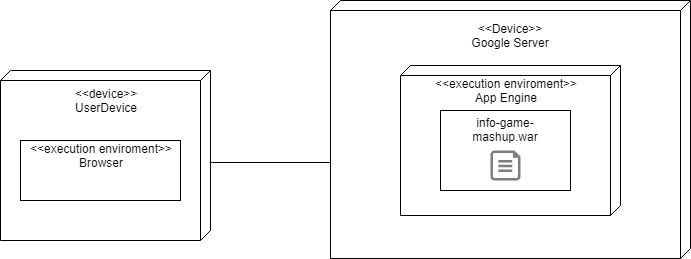 <<device>>
UserDevice
<<execution enviroment>>
Browser
<<Device>>
Google Server
<<execution enviroment>>
App Engine
info-game-
mashup.war